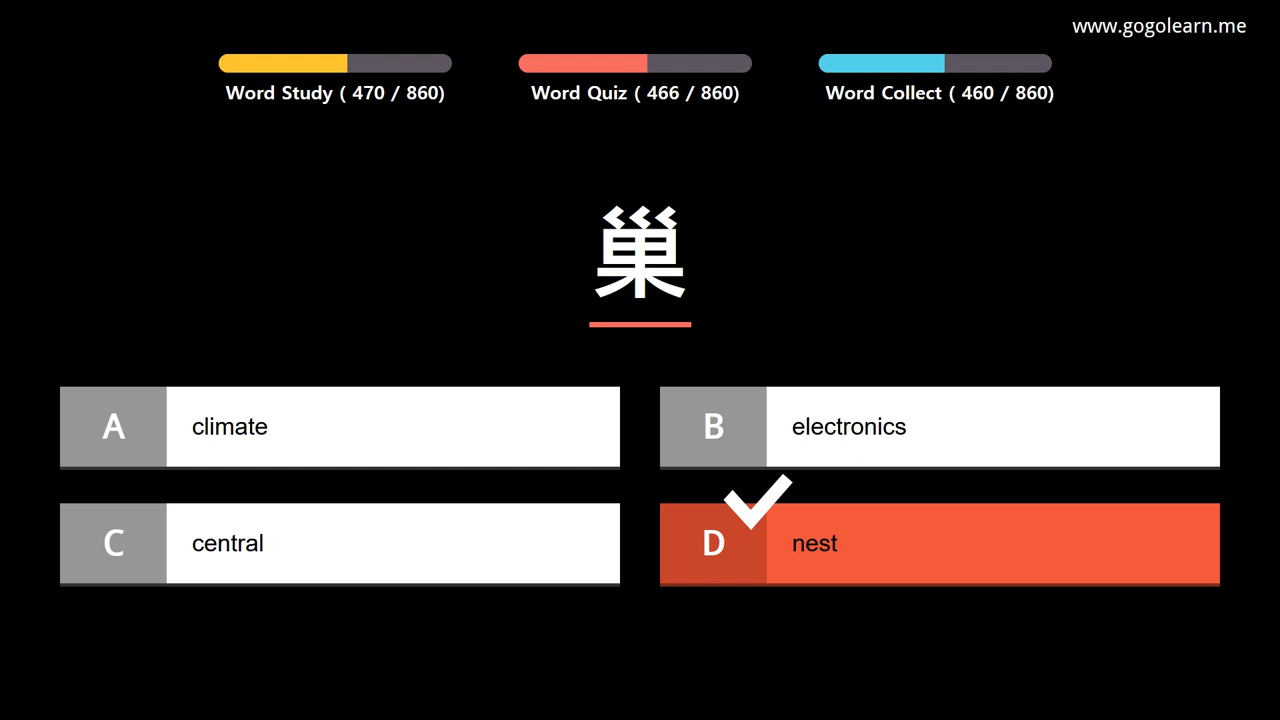 www.gogolearn.me
Word Study ( 470 / 860)
Word Quiz ( 466 / 860)
Word Collect ( 460 / 860)
巢
A climate
B electronics
C central
D nest